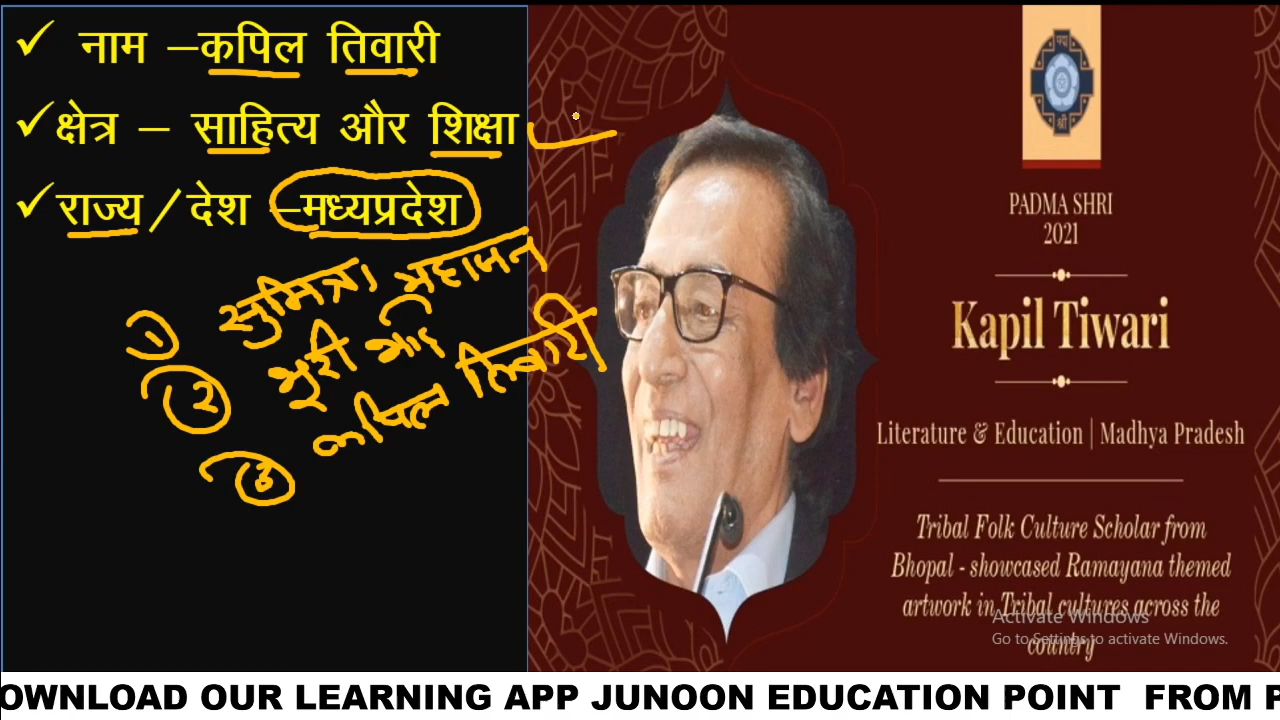 ✓ नाम –कपिल तिवारी
✓ क्षेत्र – साहित्य और शिक्षा
✓ राज्य/देश –मध्यप्रदेश
1) सुमित्रा महाजन
2 भूरी बाई
3 कपिल तिवारी
पद्म
श्री
PADMA SHRI
2021
Kapil Tiwari
Literature & Education | Madhya Pradesh
Tribal Folk Culture Scholar from
Bhopal - showcased Ramayana themed
artwork in Tribal cultures across the
country
Activate Windows
Go to Settings to activate Windows.
OWNLOAD OUR LEARNING APP JUNOON EDUCATION POINT FROM P